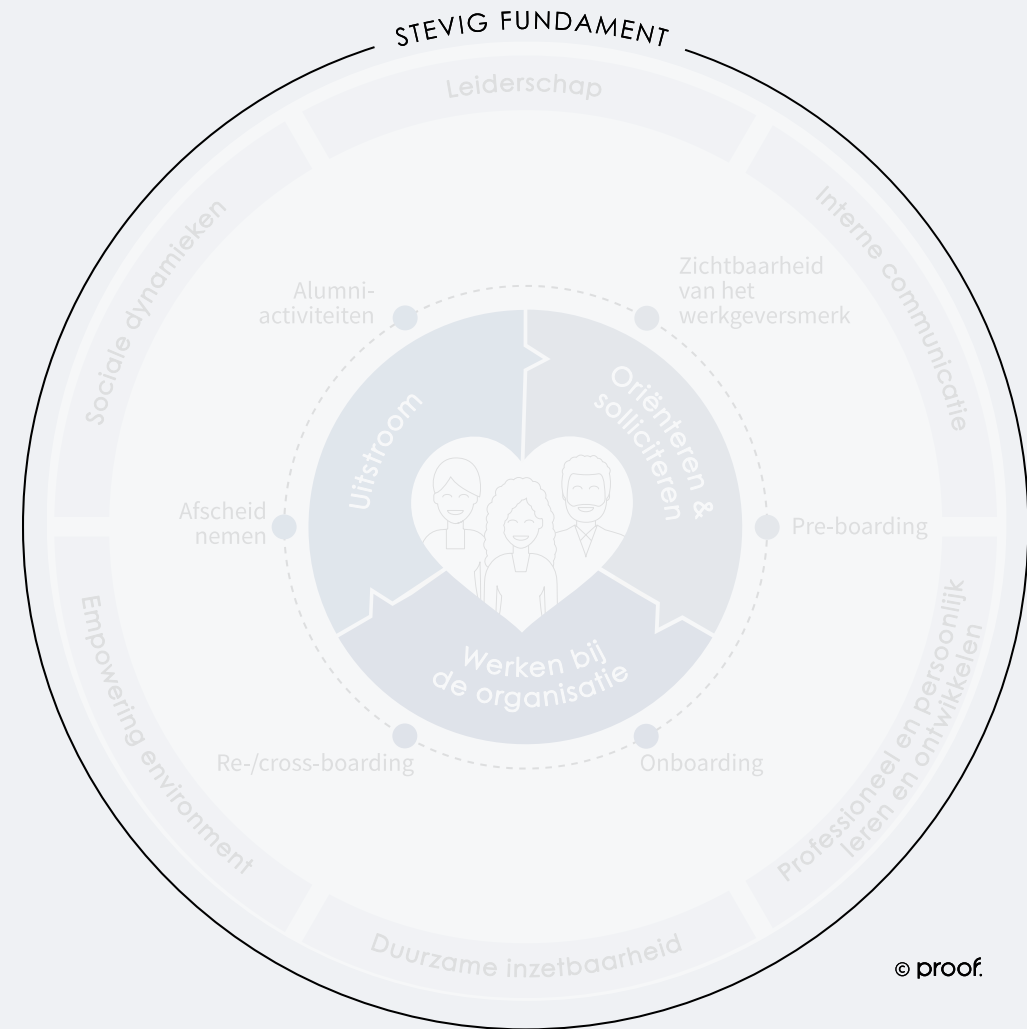 STEVIG FUNDAMENT
Leiderschap
Sociale dynamieken
Interne communicatie
Zichtbaarheid
van het
werkgeversmerk
Alumni-
activiteiten
Uitstroom
Oriënteren &
solliciteren
Afscheid
nemen
Pre-boarding
Werken bij
de organisatie
Re-/cross-boarding
Onboarding
Empowering environment
Professioneel en persoonlijk
leren en ontwikkelen
Duurzame inzetbaarheid
© proof.